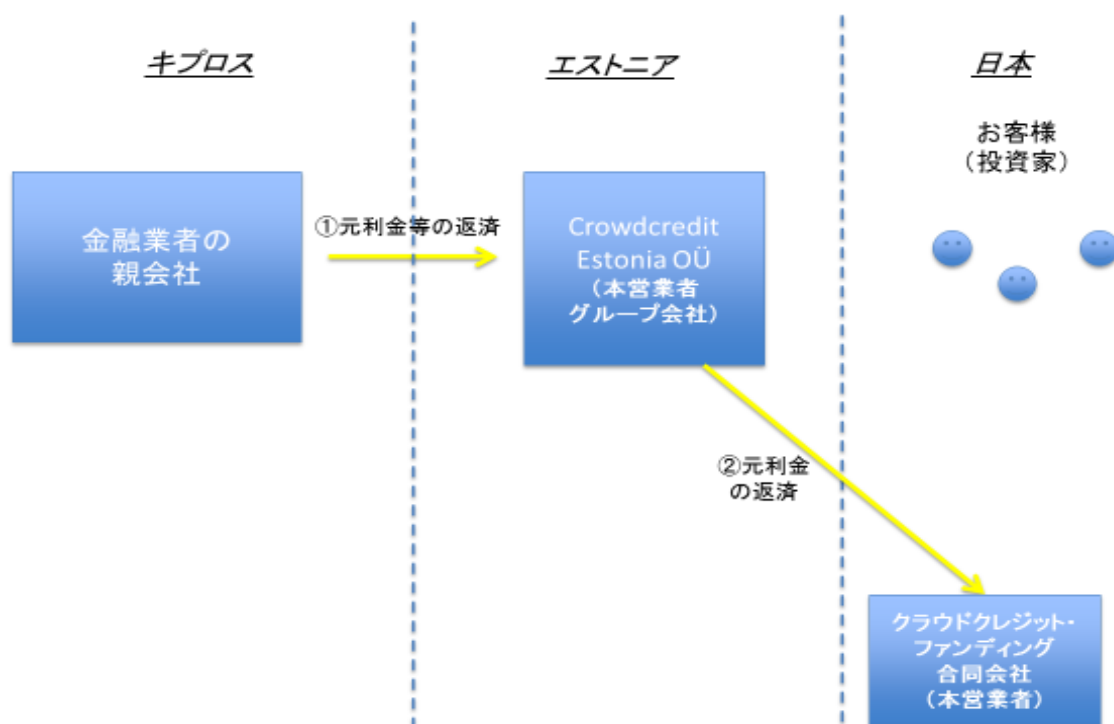 キプロス
エストニア
日本
お客様
（投資家）
金融業者の
親会社
①元利金等の返済
Crowdcredit
Estonia OÜ
（本営業者
グループ会社）
②元利金
の返済
クラウドクレジット・
ファンディング
合同会社
（本営業者）